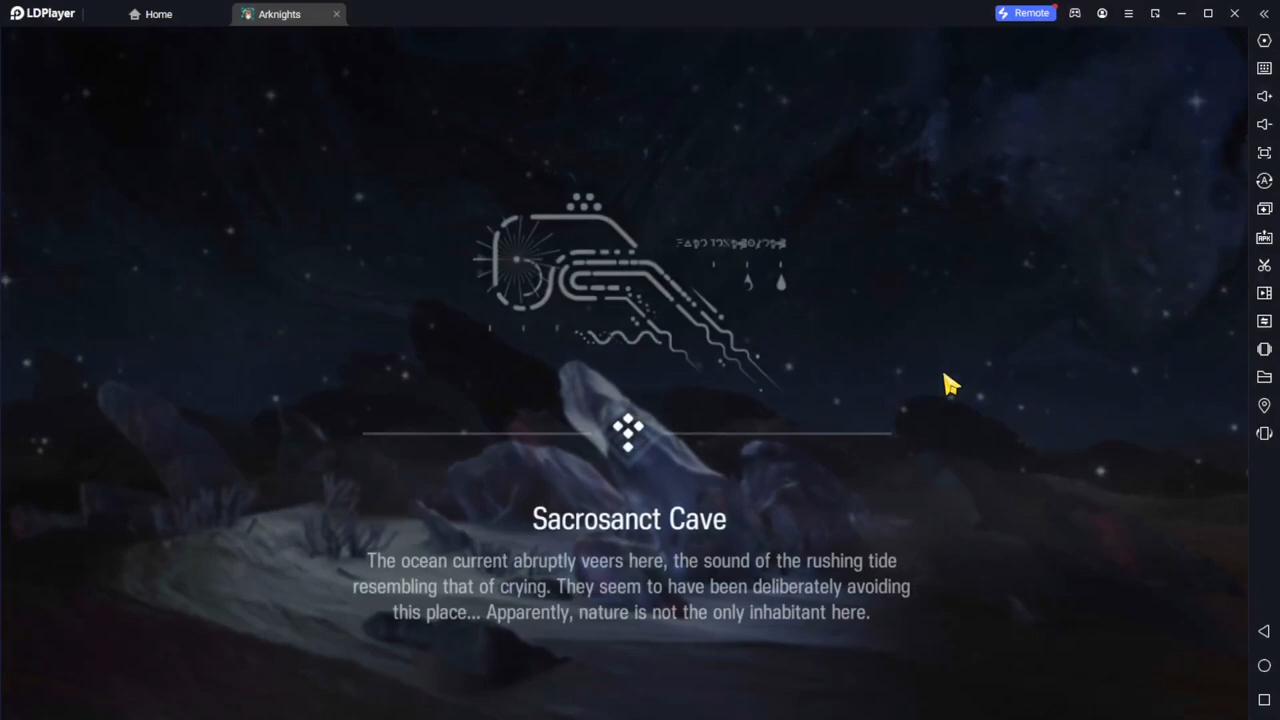 LDPlayer
Home
Arknights
Remote
Sacrosanct Cave
The ocean current abruptly veers here, the sound of the rushing tide
resembling that of crying. They seem to have been deliberately avoiding
this place... Apparently, nature is not the only inhabitant here.